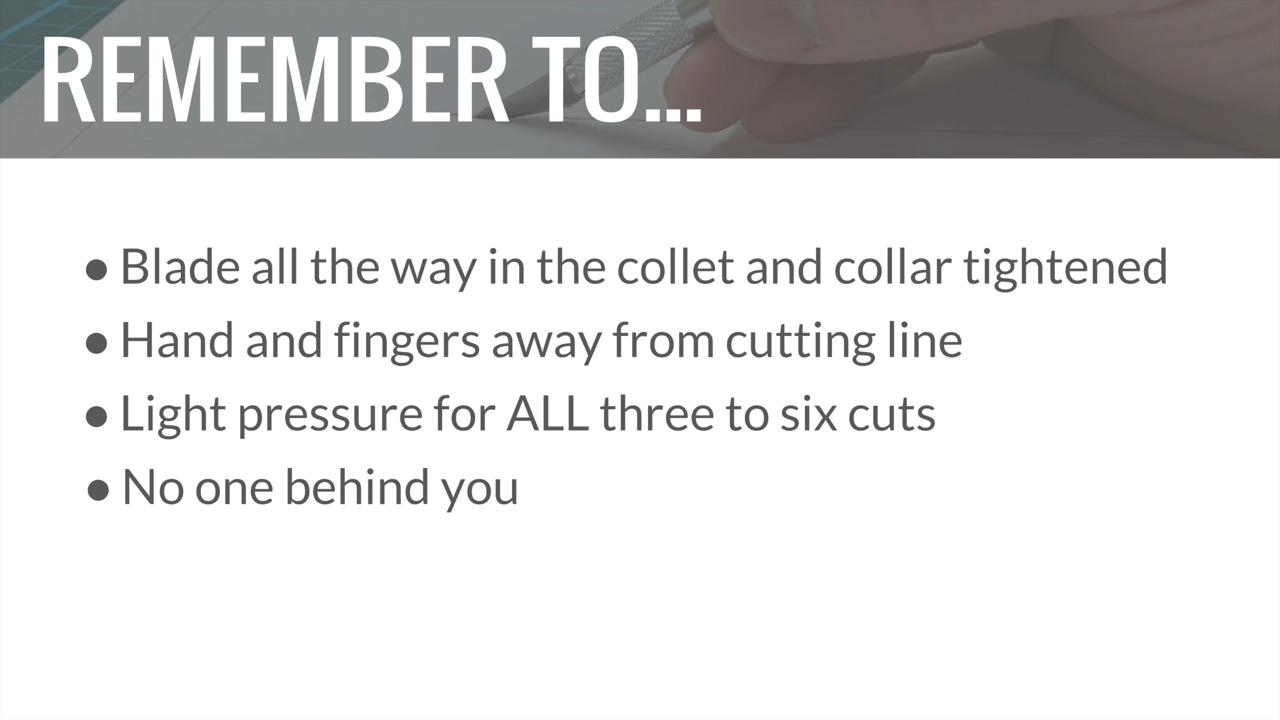 REMEMBER TO...
● Blade all the way in the collet and collar tightened
● Hand and fingers away from cutting line
● Light pressure for ALL three to six cuts
● No one behind you